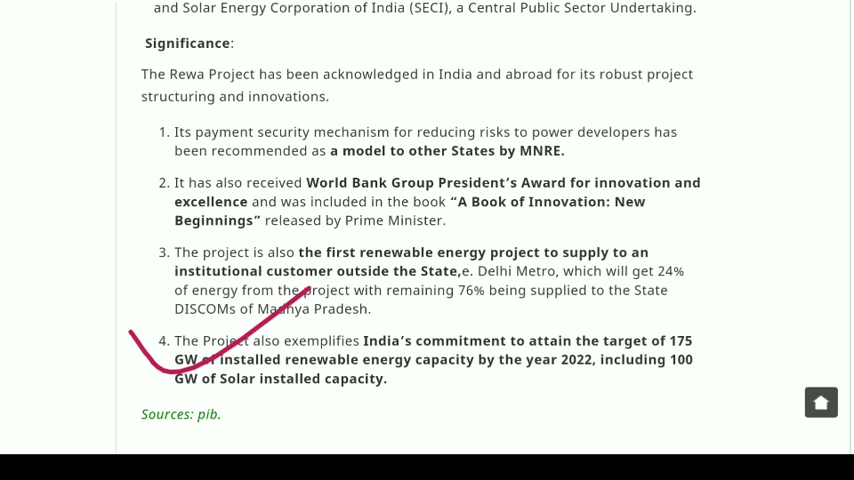 and Solar Energy Corporation of India (SECI), a Central Public Sector Undertaking.
Significance:
The Rewa Project has been acknowledged in India and abroad for its robust project
structuring and innovations.
1. Its payment security mechanism for reducing risks to power developers has
been recommended as a model to other States by MNRE.
2. It has also received World Bank Group President’s Award for innovation and
excellence and was included in the book “A Book of Innovation: New
Beginnings” released by Prime Minister.
3. The project is also the first renewable energy project to supply to an
institutional customer outside the State,e. Delhi Metro, which will get 24%
of energy from the project with remaining 76% being supplied to the State
DISCOMs of Madhya Pradesh.
4. The Project also exemplifies India’s commitment to attain the target of 175
GW of installed renewable energy capacity by the year 2022, including 100
GW of Solar installed capacity.
Sources: pib.